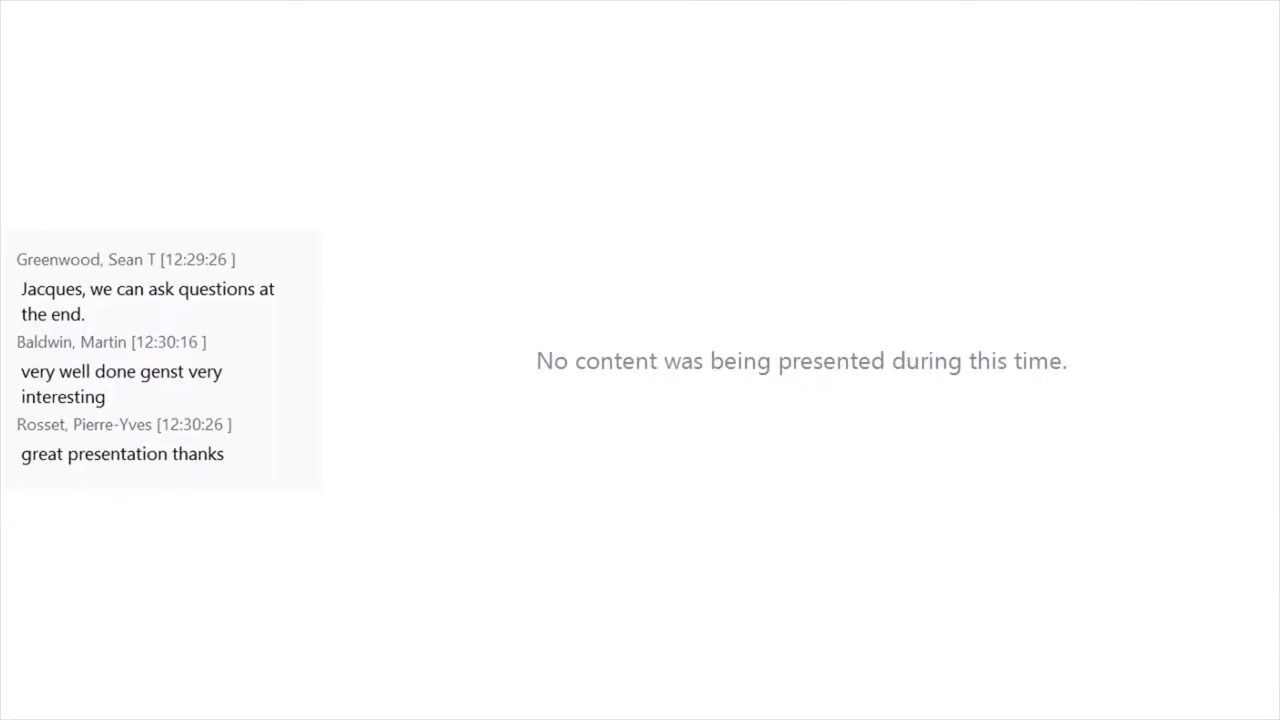 Greenwood, Sean T [12:29:26 ]
Jacques, we can ask questions at
the end.
Baldwin, Martin [12:30:16 ]
very well done genst very
interesting
Rosset, Pierre-Yves [12:30:26 ]
great presentation thanks
No content was being presented during this time.